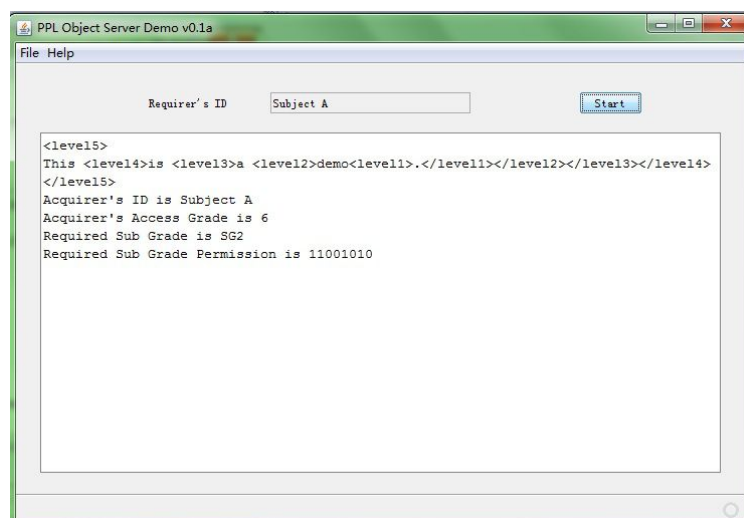 PPL Object Server Demo v0.1a
File Help
Requirer's ID Subject A Start
<level5>
This <level4>is <level3>a <level2>demo<level1>.</level1></level2></level3></level4>
</level5>
Acquirer's ID is Subject A
Acquirer's Access Grade is 6
Required Sub Grade is SG2
Required Sub Grade Permission is 11001010